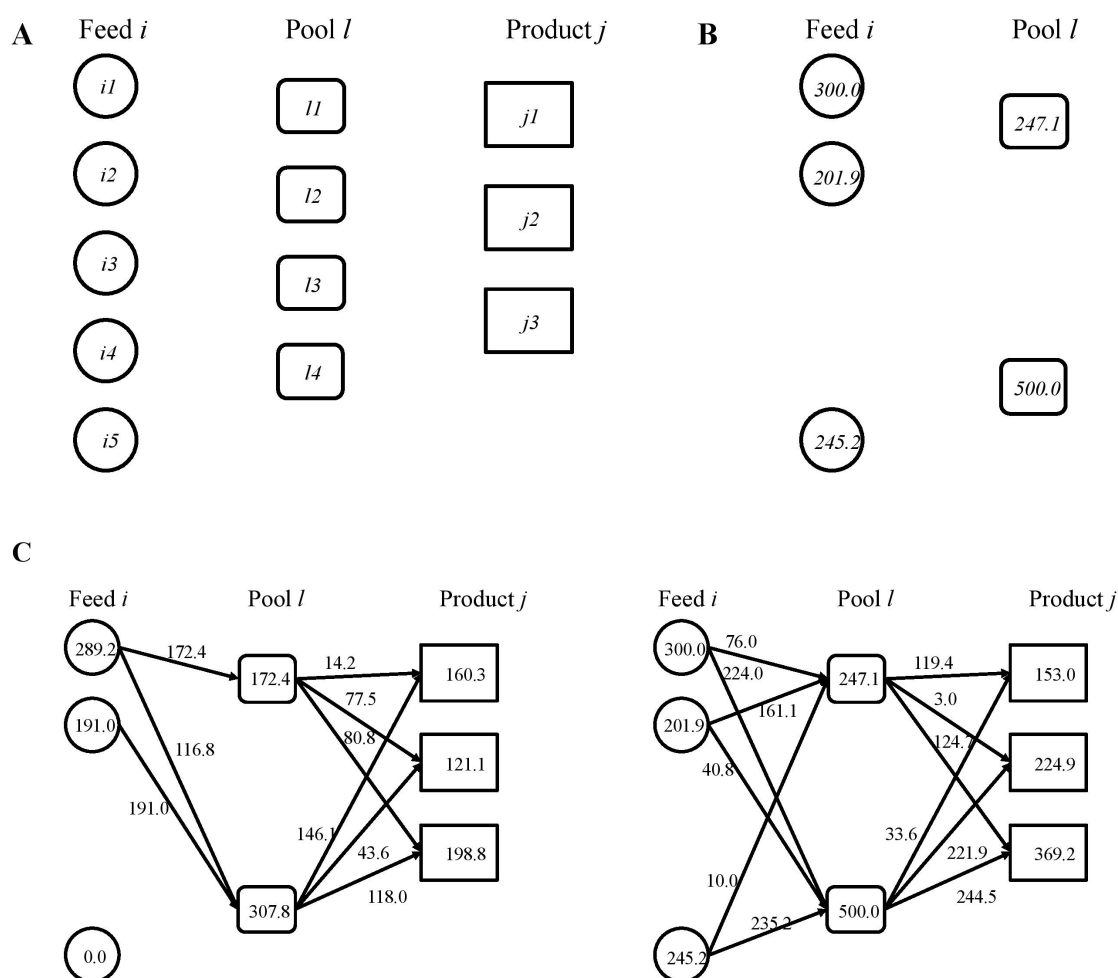 A
Feed i
Pool l
Product j
i1
i2
i3
i4
i5
l1
l2
l3
l4
j1
j2
j3
B
Feed i
Pool l
300.0
201.9
245.2
247.1
500.0
C
Feed i
Pool l
Product j
289.2
191.0
0.0
172.4
116.8
191.0
172.4
307.8
14.2
77.5
80.8
146.1
43.6
118.0
160.3
121.1
198.8
Feed i
Pool l
Product j
300.0
201.9
245.2
76.0
224.0
161.1
40.8
10.0
235.2
247.1
500.0
119.4
3.0
124.7
33.6
221.9
244.5
153.0
224.9
369.2